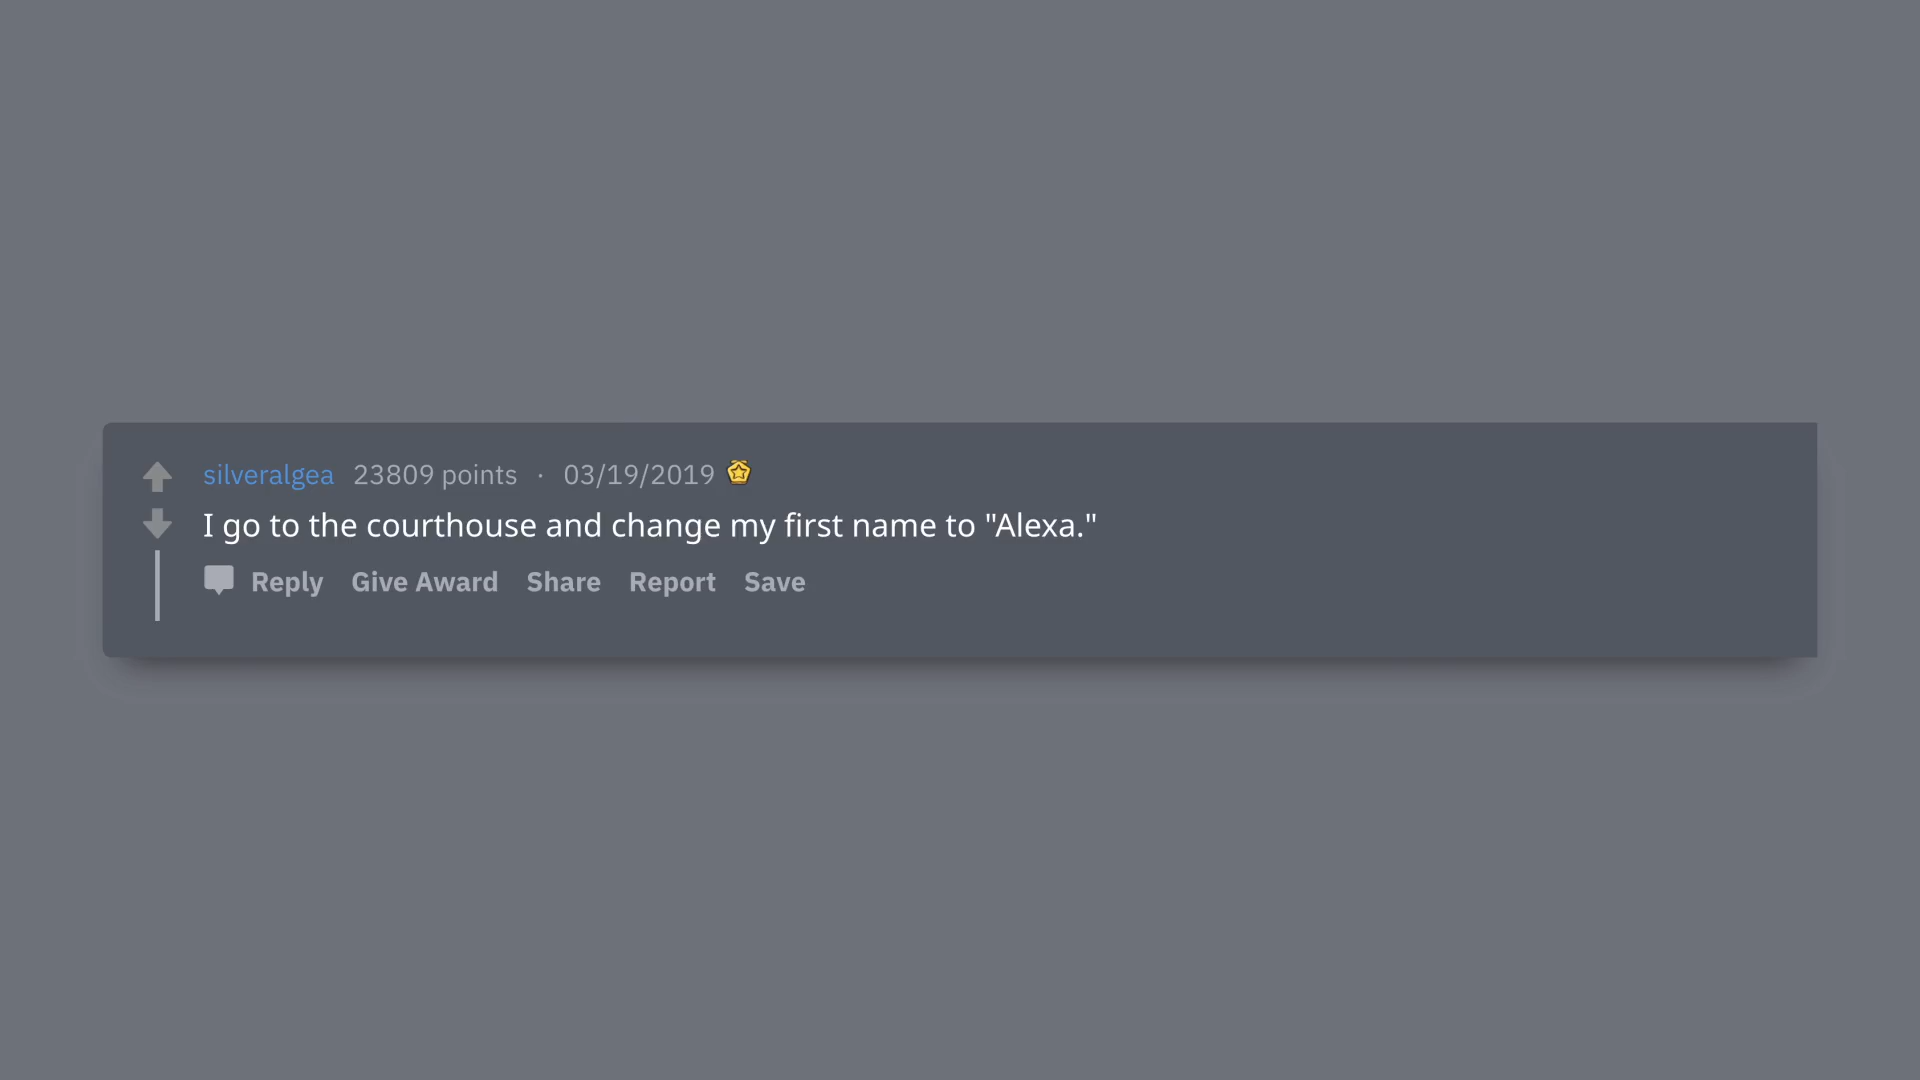 silveralgea 23809 points · 03/19/2019
I go to the courthouse and change my first name to "Alexa."
Reply Give Award Share Report Save